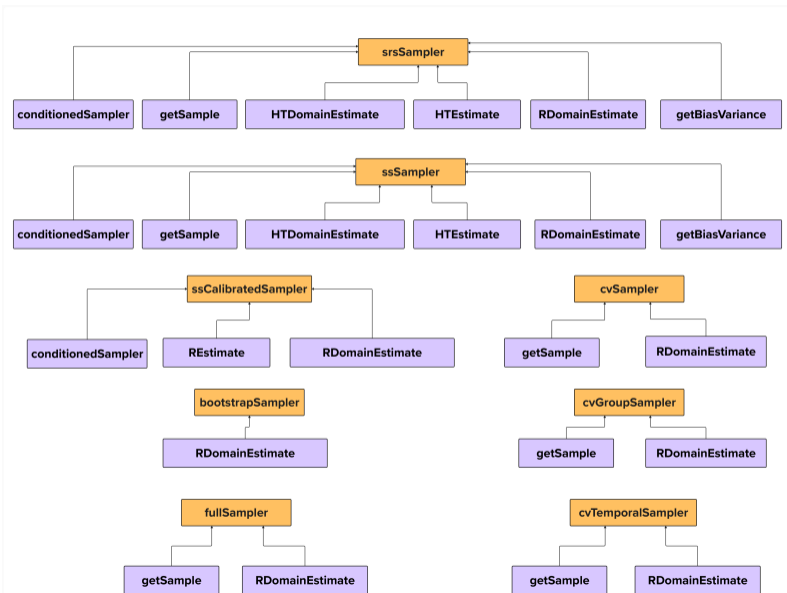 srsSampler
conditionedSampler getSample HTDomainEstimate HTEstimate RDomainEstimate getBiasVariance
ssSampler
conditionedSampler getSample HTDomainEstimate HTEstimate RDomainEstimate getBiasVariance
ssCalibratedSampler cvSampler
conditionedSampler REstimate RDomainEstimate getSample RDomainEstimate
bootstrapSampler cvGroupSampler
RDomainEstimate getSample RDomainEstimate
fullSampler cvTemporalSampler
getSample RDomainEstimate getSample RDomainEstimate